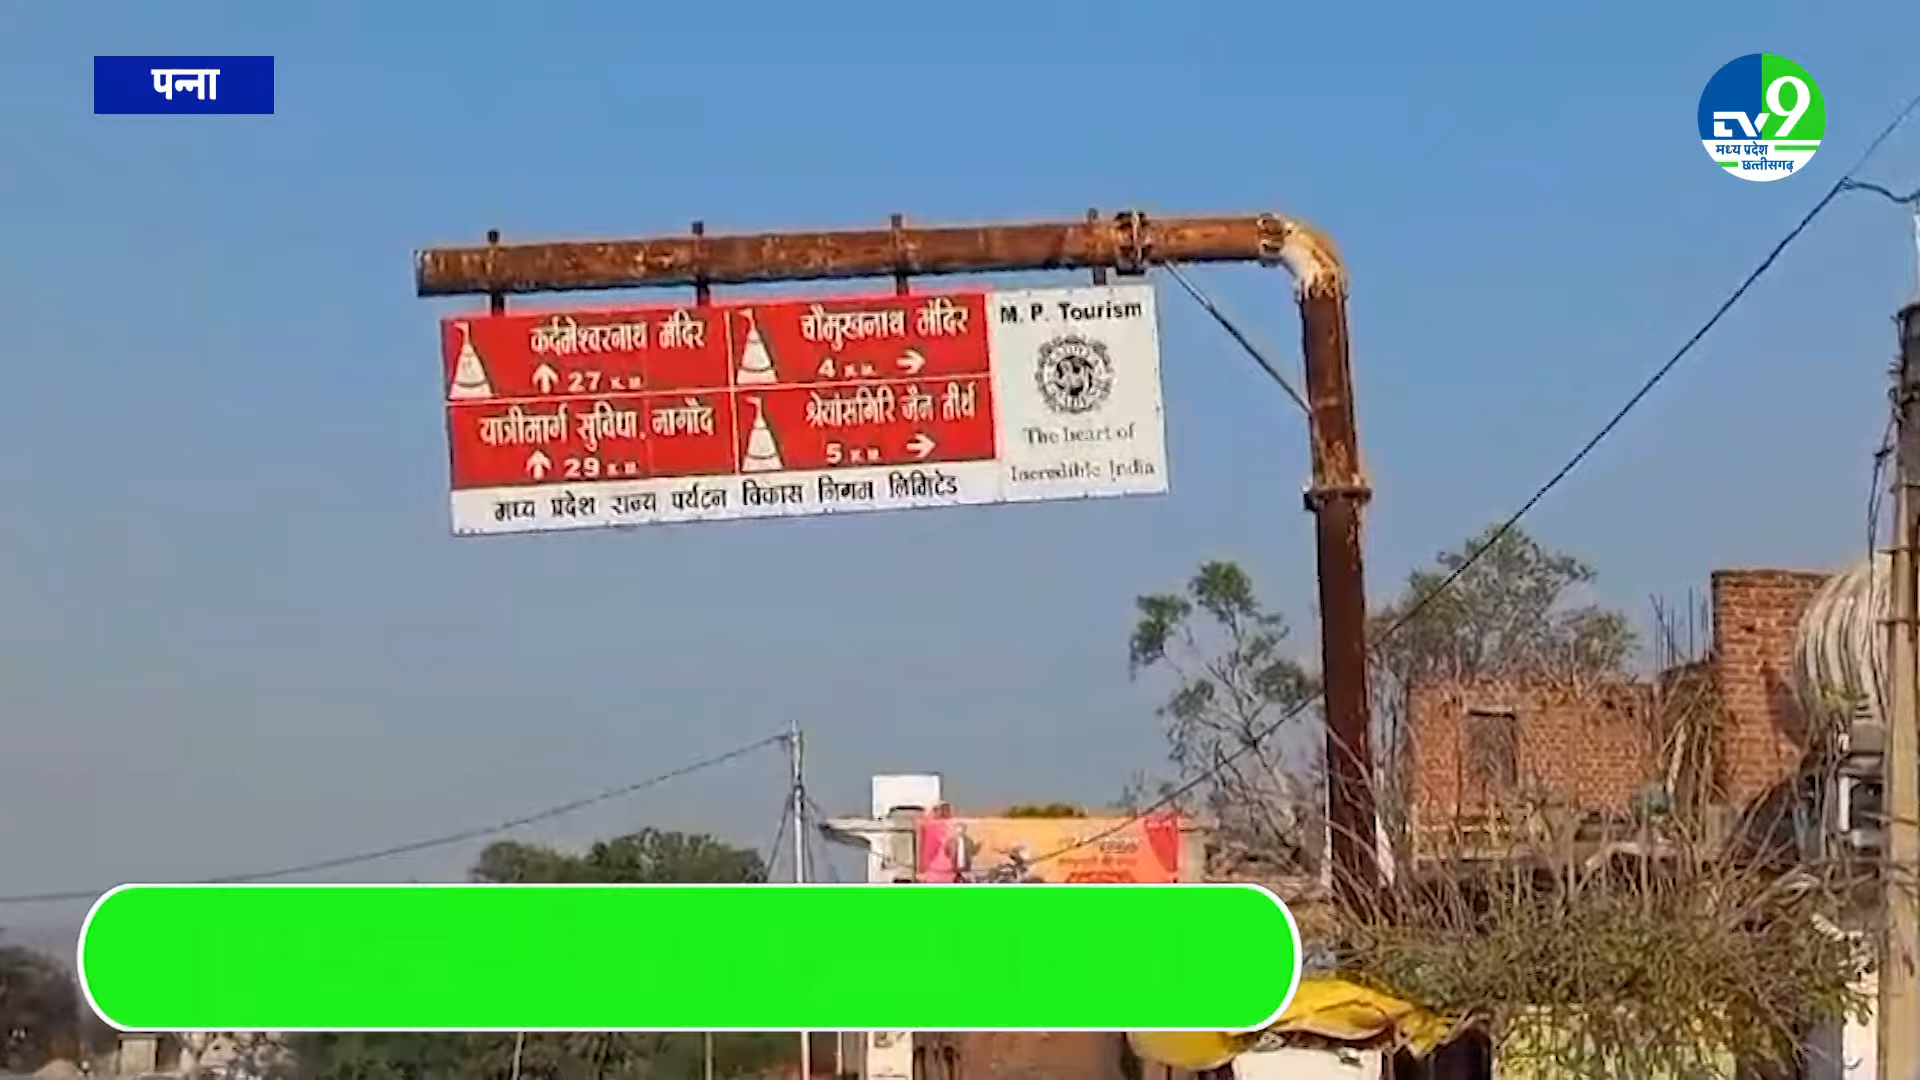 पन्ना
TV9
मध्य प्रदेश
छत्तीसगढ़
कर्दमेश्वरनाथ मंदिर
27 K.M.
चौमुखनाथ मंदिर
4 K.M.
यात्रीमार्ग सुविधा, नागौद
29 K.M.
श्रेयांसगिरि जैन तीर्थ
5 K.M.
M. P. Tourism
The heart of
Incredible India
मध्य प्रदेश राज्य पर्यटन विकास निगम लिमिटेड